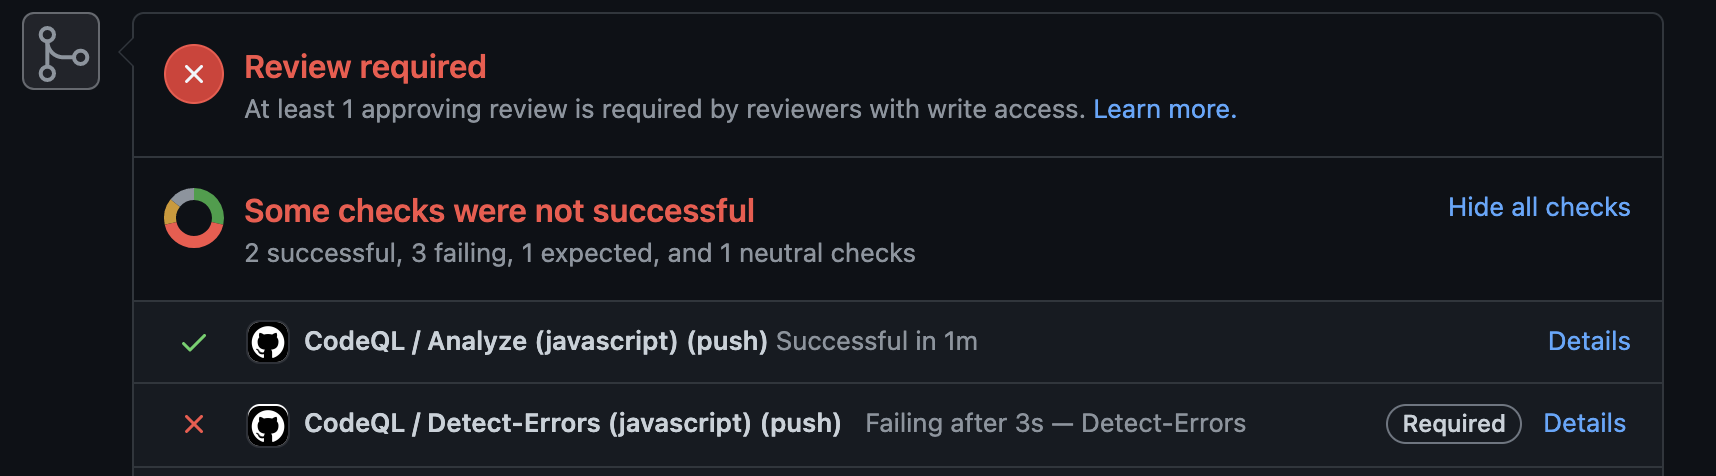 Review required
At least 1 approving review is required by reviewers with write access. Learn more.
Some checks were not successful
Hide all checks
2 successful, 3 failing, 1 expected, and 1 neutral checks
CodeQL / Analyze (javascript) (push) Successful in 1m Details
CodeQL / Detect-Errors (javascript) (push) Failing after 3s — Detect-Errors Required Details